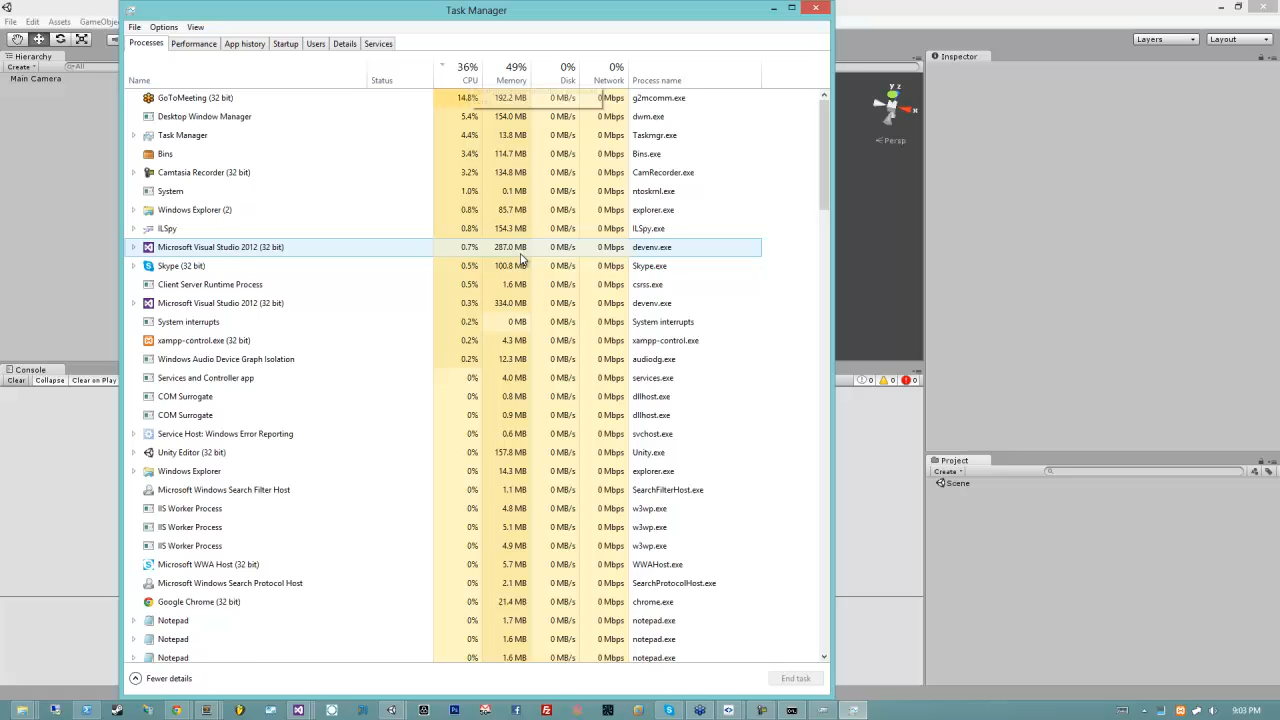 Task Manager
File Edit Assets GameObj
File Options View
Processes Performance App history Startup Users Details Services
Layers Layout
Hierarchy
Create All
Main Camera
Inspector
36% 49% 0% 0%
Name Status CPU Memory Disk Network Process name
GoToMeeting (32 bit) 14.8% 192.2 MB 0 MB/s 0 Mbps g2mcomm.exe
Desktop Window Manager 5.4% 154.0 MB 0 MB/s 0 Mbps dwm.exe
Task Manager 4.4% 13.8 MB 0 MB/s 0 Mbps Taskmgr.exe
Bins 3.4% 114.7 MB 0 MB/s 0 Mbps Bins.exe
Camtasia Recorder (32 bit) 3.2% 134.8 MB 0 MB/s 0 Mbps CamRecorder.exe
System 1.0% 0.1 MB 0 MB/s 0 Mbps ntoskrnl.exe
Windows Explorer (2) 0.8% 85.7 MB 0 MB/s 0 Mbps explorer.exe
ILSpy 0.8% 154.3 MB 0 MB/s 0 Mbps ILSpy.exe
Microsoft Visual Studio 2012 (32 bit) 0.7% 287.0 MB 0 MB/s 0 Mbps devenv.exe
Skype (32 bit) 0.5% 100.8 MB 0 MB/s 0 Mbps Skype.exe
Client Server Runtime Process 0.5% 1.6 MB 0 MB/s 0 Mbps csrss.exe
Microsoft Visual Studio 2012 (32 bit) 0.3% 334.0 MB 0 MB/s 0 Mbps devenv.exe
System interrupts 0.2% 0 MB 0 MB/s 0 Mbps System interrupts
xampp-control.exe (32 bit) 0.2% 4.3 MB 0 MB/s 0 Mbps xampp-control.exe
Windows Audio Device Graph Isolation 0.2% 12.3 MB 0 MB/s 0 Mbps audiodg.exe
Services and Controller app 0% 4.0 MB 0 MB/s 0 Mbps services.exe
COM Surrogate 0% 0.8 MB 0 MB/s 0 Mbps dllhost.exe
COM Surrogate 0% 0.9 MB 0 MB/s 0 Mbps dllhost.exe
Service Host: Windows Error Reporting 0% 0.6 MB 0 MB/s 0 Mbps svchost.exe
Unity Editor (32 bit) 0% 157.8 MB 0 MB/s 0 Mbps Unity.exe
Windows Explorer 0% 14.3 MB 0 MB/s 0 Mbps explorer.exe
Microsoft Windows Search Filter Host 0% 1.1 MB 0 MB/s 0 Mbps SearchFilterHost.exe
IIS Worker Process 0% 4.8 MB 0 MB/s 0 Mbps w3wp.exe
IIS Worker Process 0% 5.1 MB 0 MB/s 0 Mbps w3wp.exe
IIS Worker Process 0% 4.9 MB 0 MB/s 0 Mbps w3wp.exe
Microsoft WWA Host (32 bit) 0% 5.7 MB 0 MB/s 0 Mbps WWAHost.exe
Microsoft Windows Search Protocol Host 0% 2.1 MB 0 MB/s 0 Mbps SearchProtocolHost.exe
Google Chrome (32 bit) 0% 21.4 MB 0 MB/s 0 Mbps chrome.exe
Notepad 0% 1.7 MB 0 MB/s 0 Mbps notepad.exe
Notepad 0% 1.6 MB 0 MB/s 0 Mbps notepad.exe
Notepad 0% 1.6 MB 0 MB/s 0 Mbps notepad.exe
Fewer details End task
y z
x
Persp
Console
Clear Collapse Clear on Play
0 0 0
Project
Create
Scene
9:03 PM